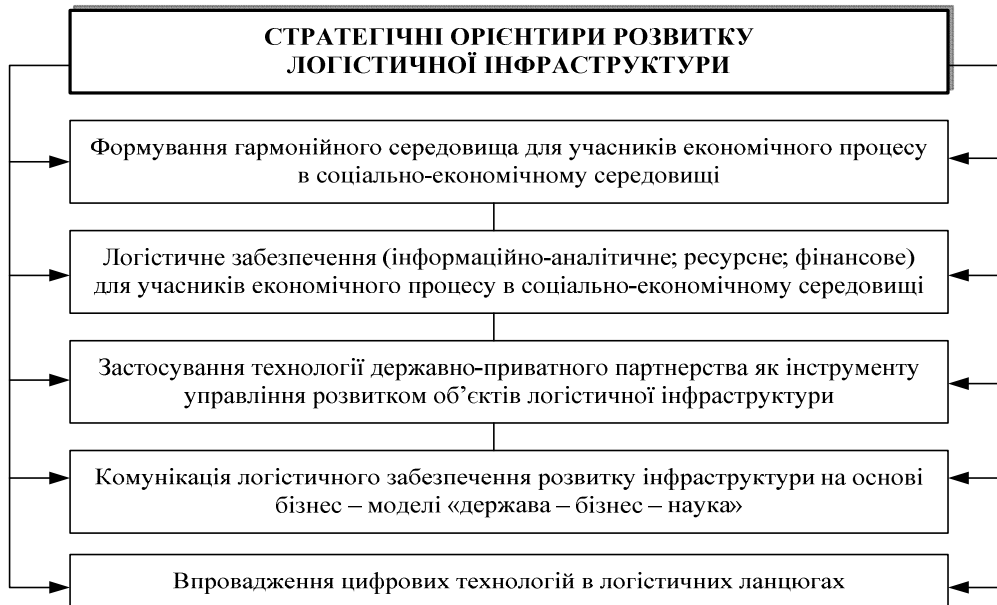 СТРАТЕГІЧНІ ОРІЄНТИРИ РОЗВИТКУ
ЛОГІСТИЧНОЇ ІНФРАСТРУКТУРИ
Формування гармонійного середовища для учасників економічного процесу
в соціально-економічному середовищі
Логістичне забезпечення (інформаційно-аналітичне; ресурсне; фінансове)
для учасників економічного процесу в соціально-економічному середовищі
Застосування технології державно-приватного партнерства як інструменту
управління розвитком об’єктів логістичної інфраструктури
Комунікація логістичного забезпечення розвитку інфраструктури на основі
бізнес – моделі «держава – бізнес – наука»
Впровадження цифрових технологій в логістичних ланцюгах